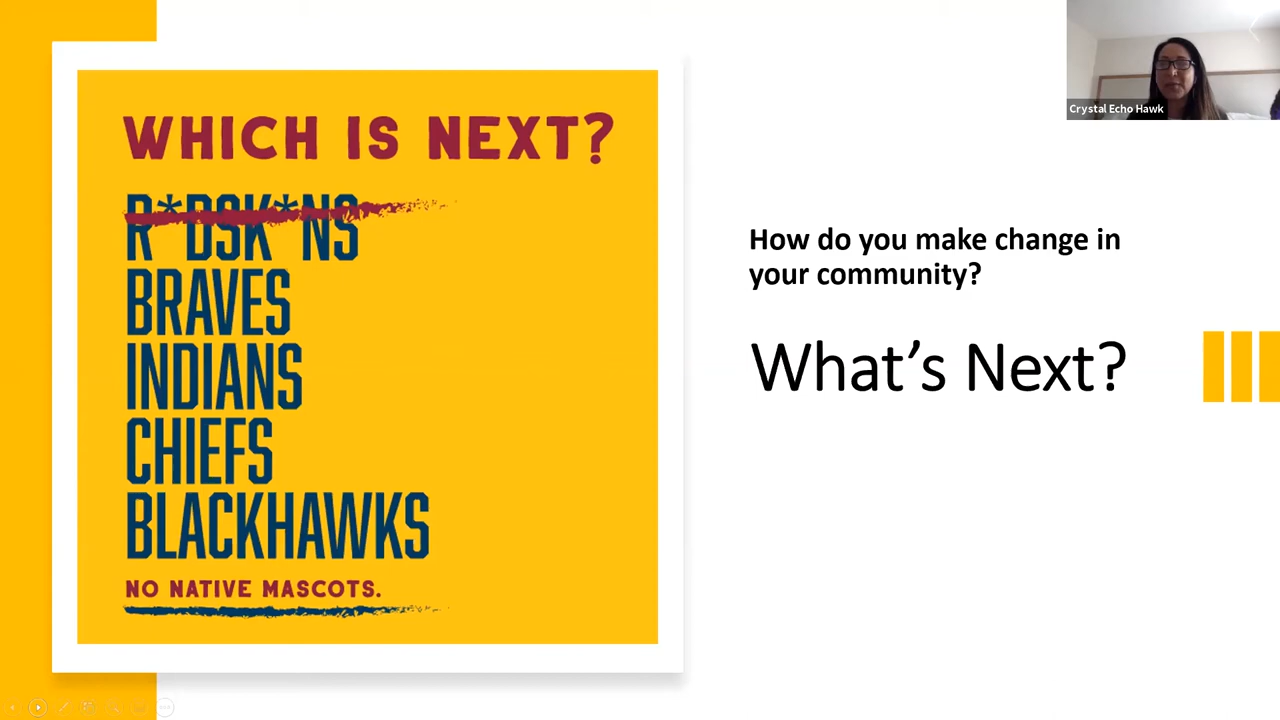 WHICH IS NEXT?
R*DSK*NS
BRAVES
INDIANS
CHIEFS
BLACKHAWKS
NO NATIVE MASCOTS.
How do you make change in
your community?
What's Next?
Crystal Echo Hawk